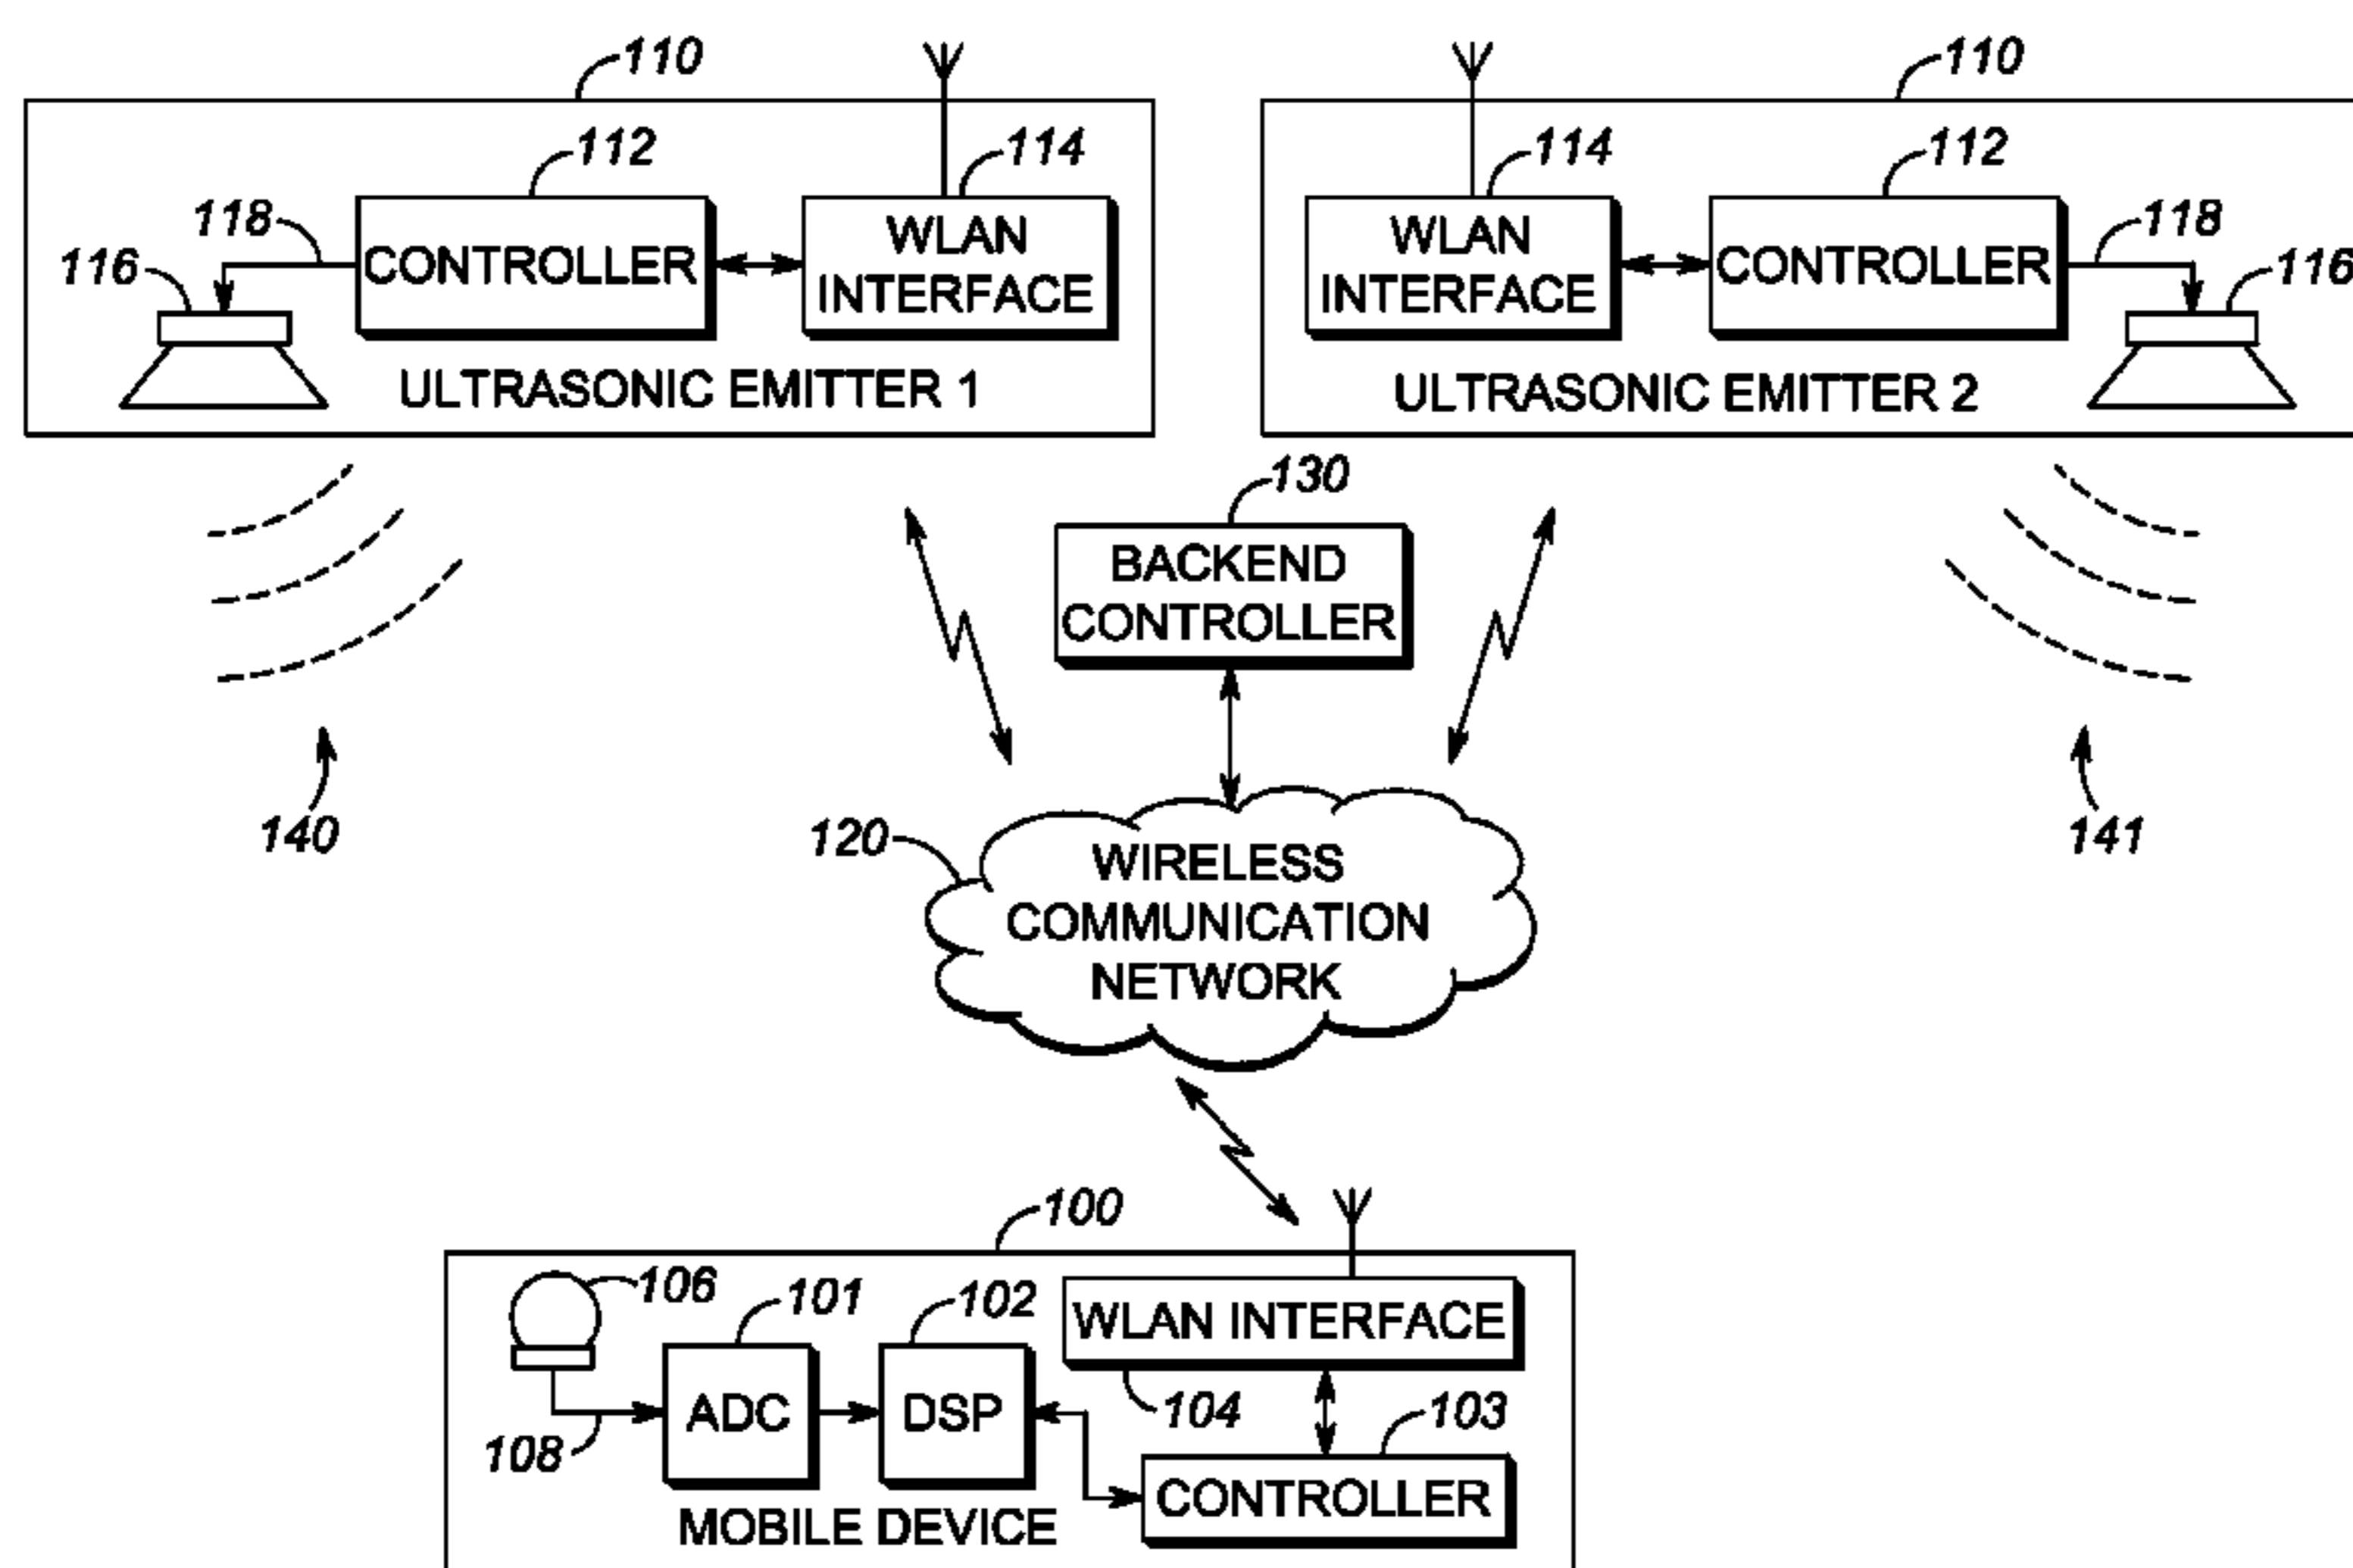 110
110
112
114
114
112
118
116
CONTROLLER
WLAN
INTERFACE
WLAN
INTERFACE
CONTROLLER
118
116
ULTRASONIC EMITTER 1
ULTRASONIC EMITTER 2
130
BACKEND
CONTROLLER
140
120
141
WIRELESS
COMMUNICATION
NETWORK
100
106
101
102
WLAN INTERFACE
108
ADC
DSP
104
103
CONTROLLER
MOBILE DEVICE